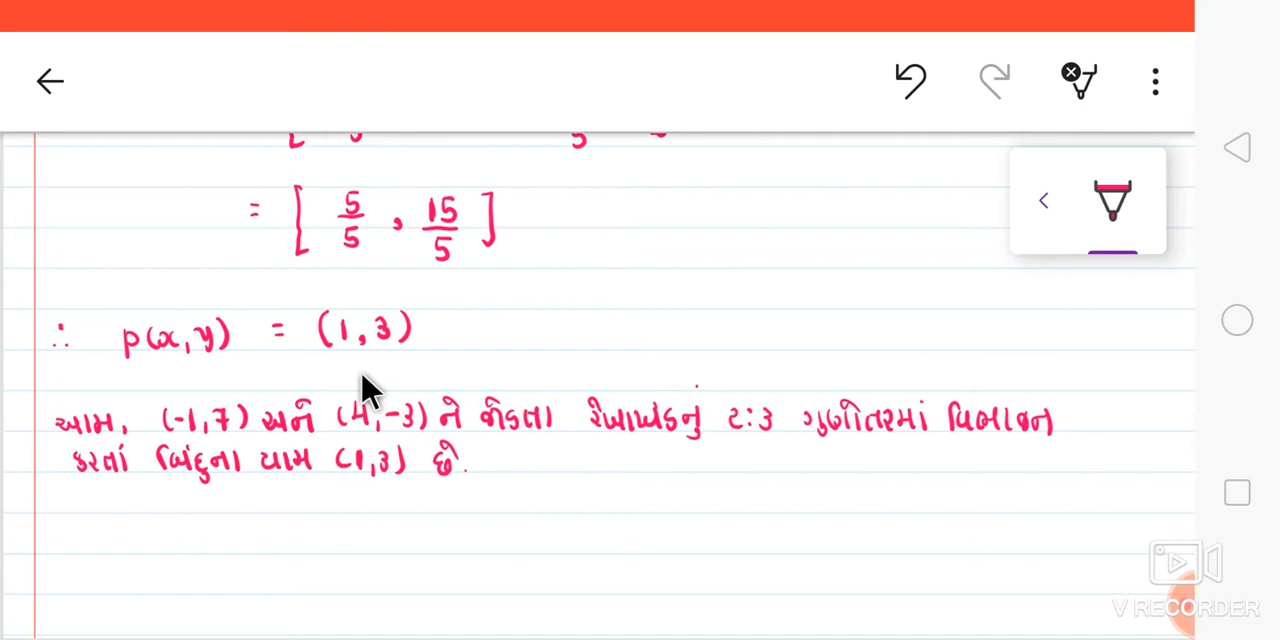 = [ 5/5 , 15/5 ]
∴ P(x,y) = (1,3)
આમ, (-1,7) અને (4,-3) ને જોડતા રેખાખંડનું 2:3 ગુણોતરમાં વિભાજન
કરતાં બિંદુના યામ (1,3) છે.
V RECORDER